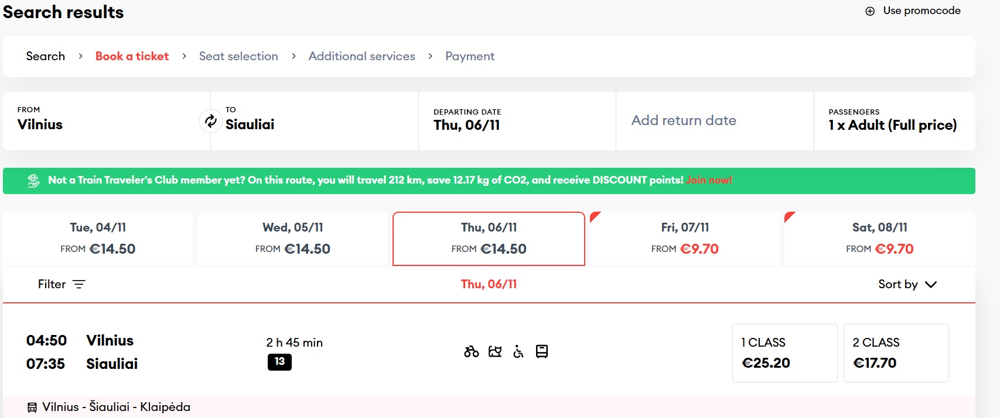 Search results
Use promocode
Search > Book a ticket > Seat selection > Additional services > Payment
FROM
Vilnius
TO
Siauliai
DEPARTING DATE
Thu, 06/11
Add return date
PASSENGERS
1 x Adult (Full price)
Not a Train Traveler's Club member yet? On this route, you will travel 212 km, save 12.17 kg of CO2, and receive DISCOUNT points! Join now!
Tue, 04/11
FROM €14.50
Wed, 05/11
FROM €14.50
Thu, 06/11
FROM €14.50
Fri, 07/11
FROM €9.70
Sat, 08/11
FROM €9.70
Filter
Thu, 06/11
Sort by
04:50 Vilnius
07:35 Siauliai
2 h 45 min
13
1 CLASS
€25.20
2 CLASS
€17.70
Vilnius - Šiauliai - Klaipėda